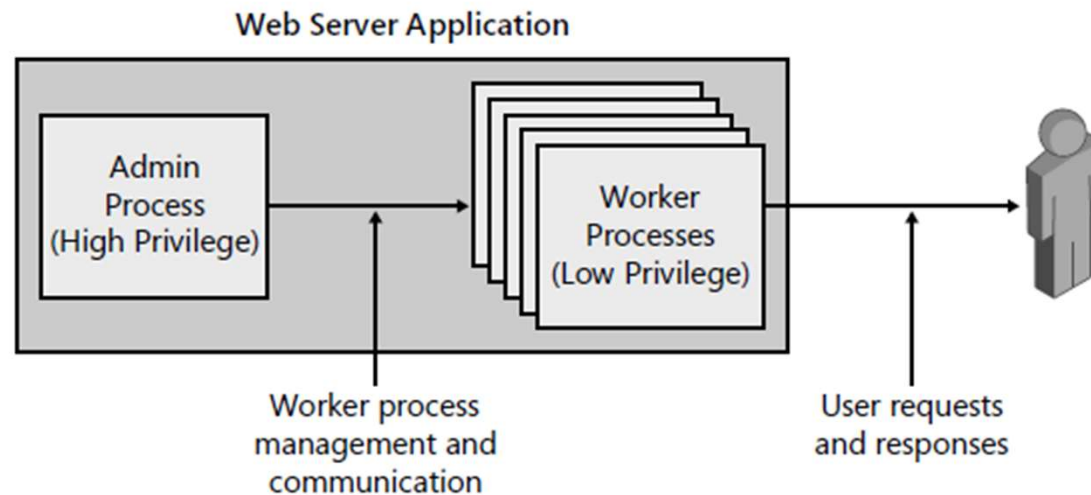 Web Server Application
Admin
Process
(High Privilege)
Worker
Processes
(Low Privilege)
Worker process
management and
communication
User requests
and responses